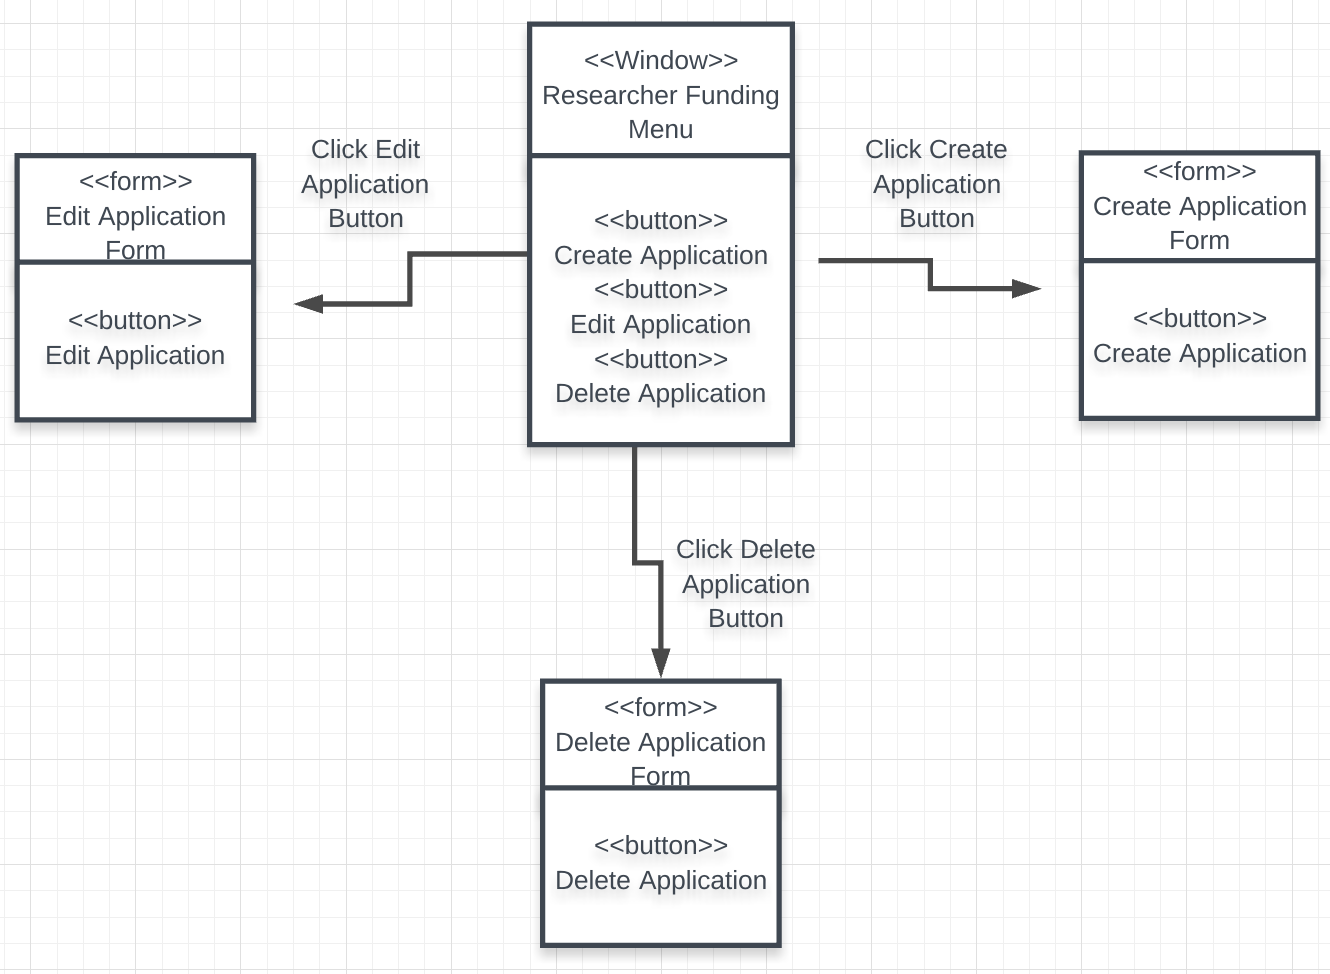 <<Window>>
Researcher Funding
Menu
<<button>>
Create Application
<<button>>
Edit Application
<<button>>
Delete Application
Click Edit
Application
Button
<<form>>
Edit Application
Form
<<button>>
Edit Application
Click Create
Application
Button
<<form>>
Create Application
Form
<<button>>
Create Application
Click Delete
Application
Button
<<form>>
Delete Application
Form
<<button>>
Delete Application